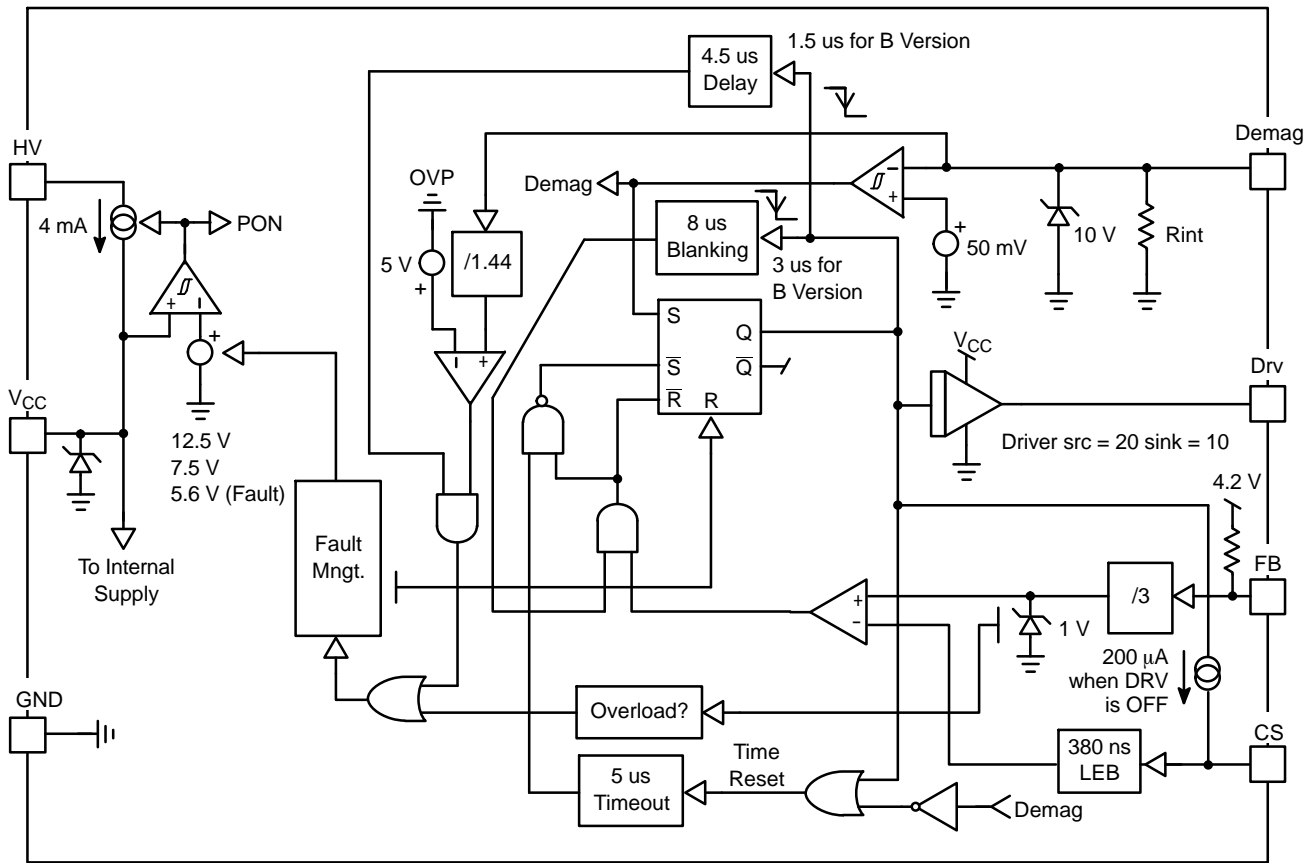 4.5 us
Delay
1.5 us for B Version
HV
Demag
OVP
Demag
4 mA
PON
8 us
Blanking
+
50 mV
10 V
Rint
5 V
+
/1.44
3 us for
B Version
+
S
Q
S
Q
R
R
VCC
Drv
VCC
12.5 V
7.5 V
5.6 V (Fault)
Driver src = 20 sink = 10
4.2 V
To Internal
Supply
Fault
Mngt.
FB
/3
1 V
200 μA
when DRV
is OFF
GND
Overload?
CS
380 ns
LEB
Time
Reset
5 us
Timeout
Demag